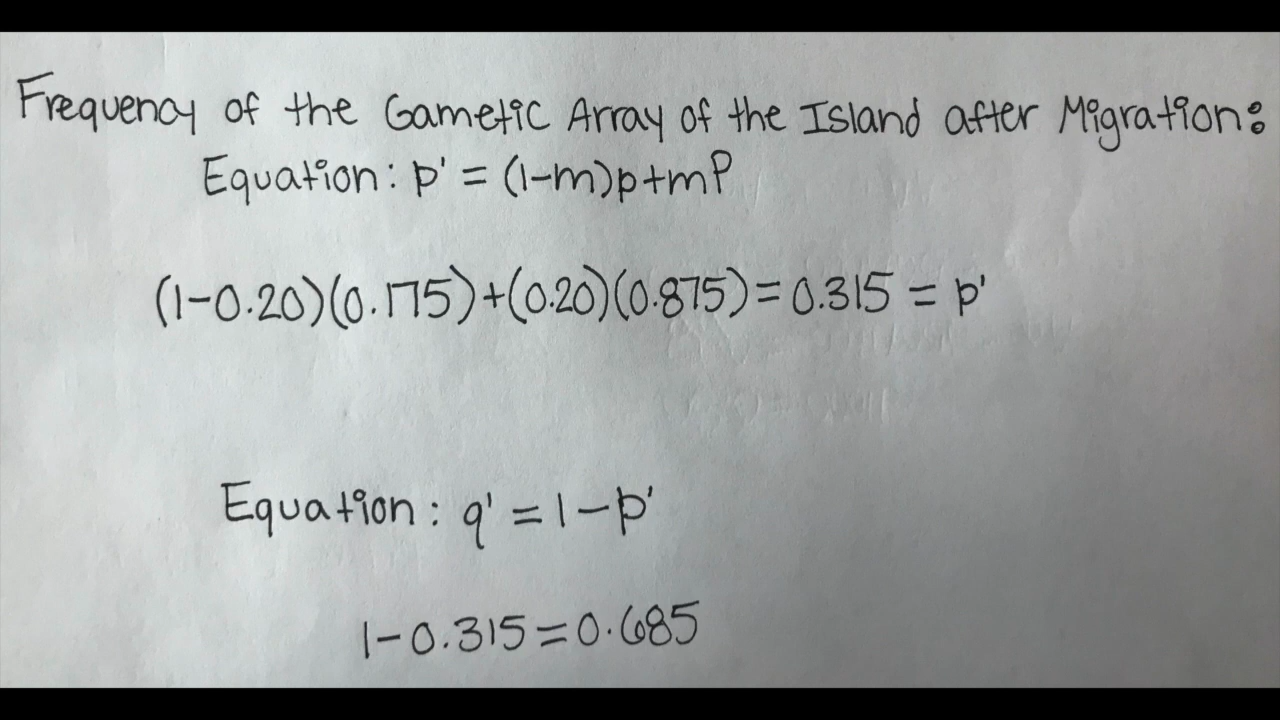 Frequency of the Gametic Array of the Island after Migration:
Equation: p' = (1-m)p+mP
(1-0.20)(0.175)+(0.20)(0.875)=0.315 = p'
Equation: q' = 1-p'
1-0.315=0.685